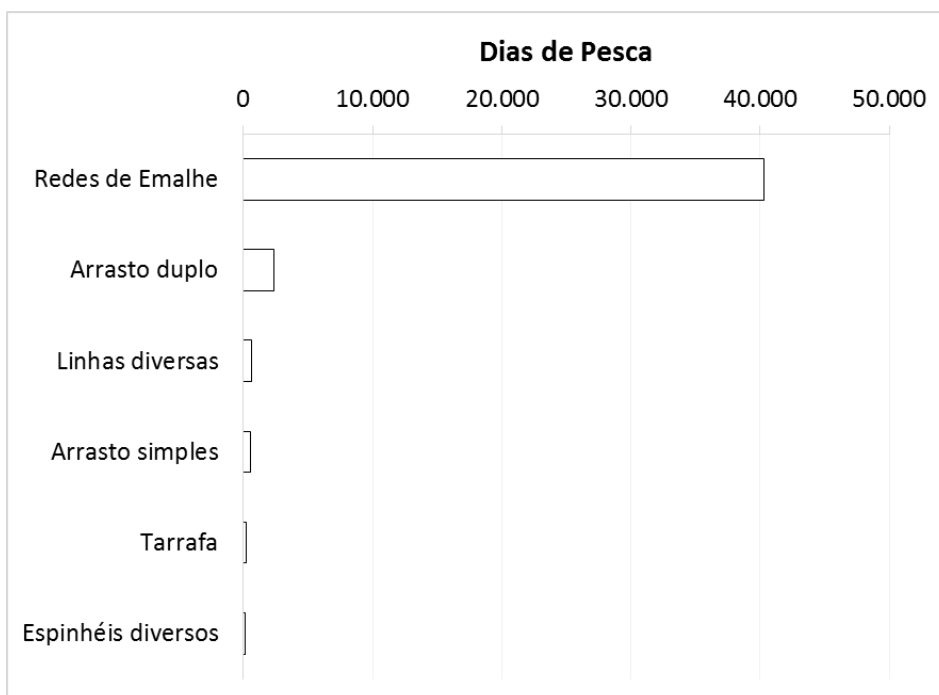 Dias de Pesca
0 10.000 20.000 30.000 40.000 50.000
Redes de Emalhe
Arrasto duplo
Linhas diversas
Arrasto simples
Tarrafa
Espinhéis diversos